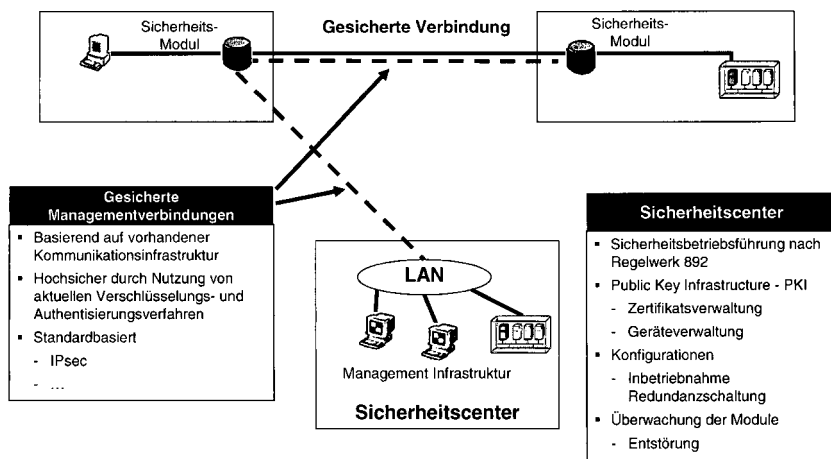 Sicherheits-
Modul
Gesicherte Verbindung
Sicherheits-
Modul
Gesicherte
Managementverbindungen
▪ Basierend auf vorhandener
Kommunikationsinfrastruktur
▪ Hochsicher durch Nutzung von
aktuellen Verschlüsselungs- und
Authentisierungsverfahren
▪ Standardbasiert
- IPsec
- ...
LAN
Management Infrastruktur
Sicherheitscenter
Sicherheitscenter
▪ Sicherheitsbetriebsführung nach
Regelwerk 892
▪ Public Key Infrastructure - PKI
- Zertifikatsverwaltung
- Geräteverwaltung
▪ Konfigurationen
- Inbetriebnahme
Redundanzschaltung
▪ Überwachung der Module
- Entstörung